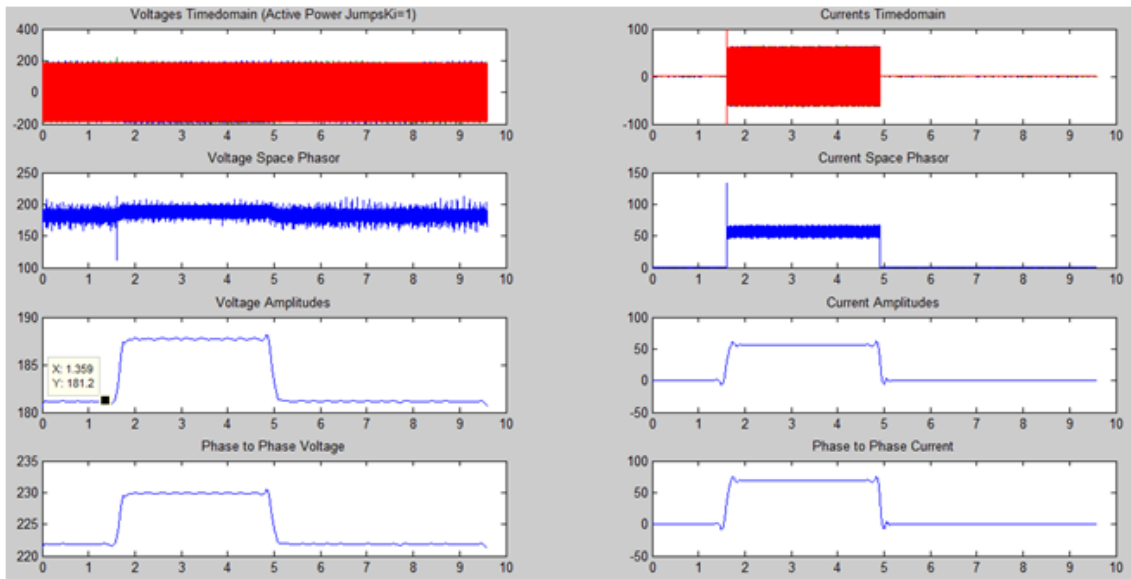 Voltages Timedomain (Active Power JumpsKi=1)
400
200
0
-200
0 1 2 3 4 5 6 7 8 9 10
Currents Timedomain
100
0
-100
0 1 2 3 4 5 6 7 8 9 10
Voltage Space Phasor
250
200
150
100
0 1 2 3 4 5 6 7 8 9 10
Current Space Phasor
150
100
50
0
0 1 2 3 4 5 6 7 8 9 10
Voltage Amplitudes
190
185
180
X: 1.359
Y: 181.2
0 1 2 3 4 5 6 7 8 9 10
Current Amplitudes
100
50
0
-50
0 1 2 3 4 5 6 7 8 9 10
Phase to Phase Voltage
235
230
225
220
0 1 2 3 4 5 6 7 8 9 10
Phase to Phase Current
100
50
0
-50
0 1 2 3 4 5 6 7 8 9 10